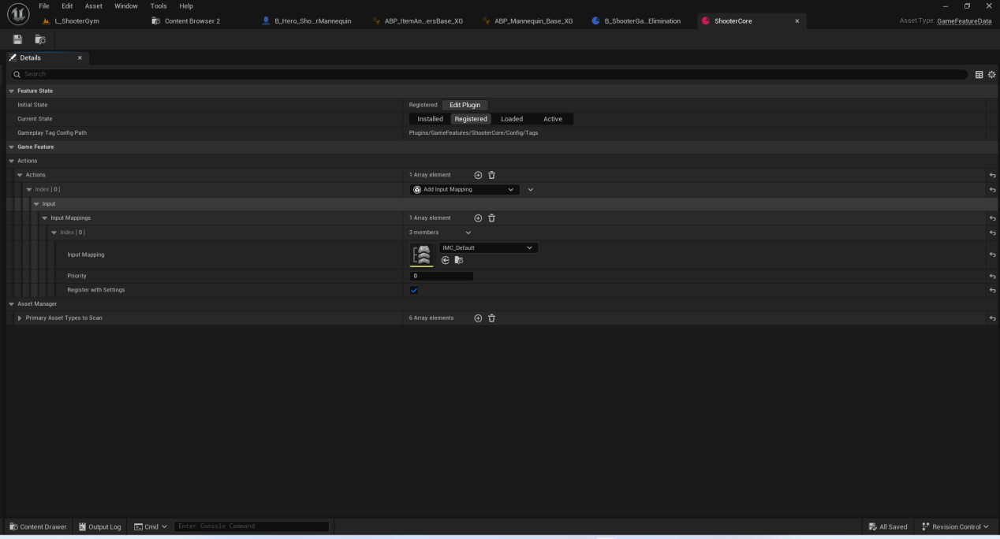 File Edit Asset Window Tools Help
L_ShooterGym Content Browser 2 B_Hero_Sho...rMannequin ABP_ItemAn...ersBase_XG ABP_Mannequin_Base_XG B_ShooterGa...Elimination ShooterCore Asset Type: GameFeatureData
Details
Search
Feature State
Initial State Registered Edit Plugin
Current State Installed Registered Loaded Active
Gameplay Tag Config Path Plugins/GameFeatures/ShooterCore/Config/Tags
Game Feature
Actions
Actions 1 Array element
Index [ 0 ] Add Input Mapping
Input
Input Mappings 1 Array element
Index [ 0 ] 3 members
Input Mapping IMC_Default
Priority 0
Register with Settings
Asset Manager
Primary Asset Types to Scan 6 Array elements
Content Drawer Output Log Cmd Enter Console Command All Saved Revision Control